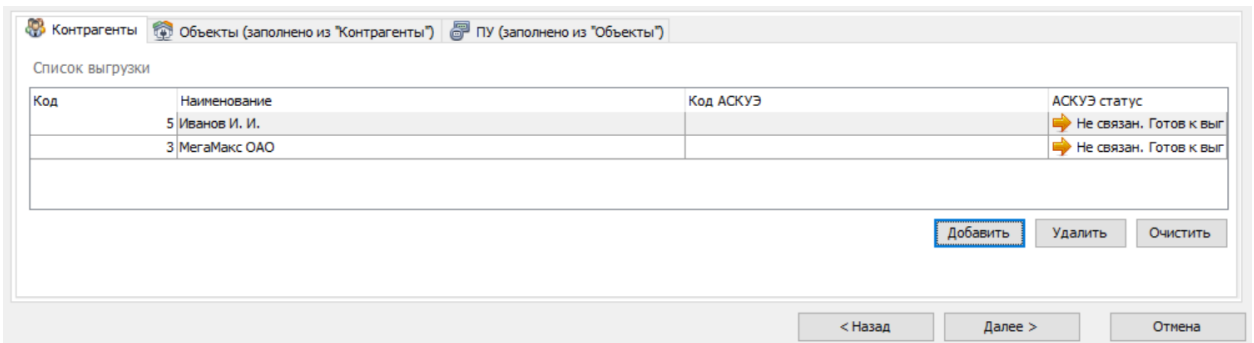 Контрагенты Объекты (заполнено из "Контрагенты") ПУ (заполнено из "Объекты")
Список выгрузки
Код Наименование Код АСКУЭ АСКУЭ статус
5 Иванов И. И. Не связан. Готов к выг
3 МегаМакс ОАО Не связан. Готов к выг
Добавить Удалить Очистить
< Назад Далее > Отмена